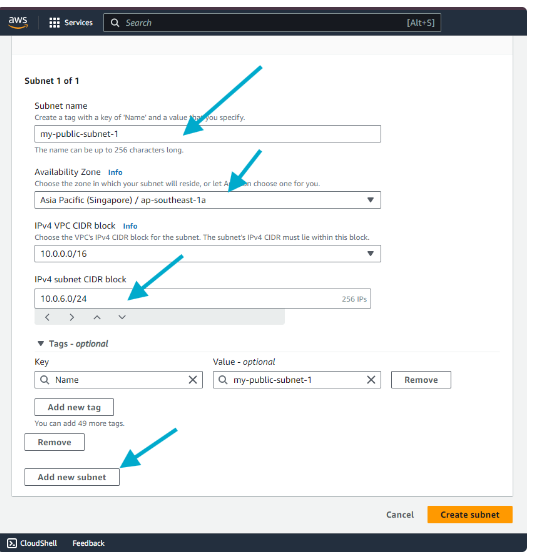 aws Services Search [Alt+S]
Subnet 1 of 1
Subnet name
Create a tag with a key of 'Name' and a value that you specify.
my-public-subnet-1
The name can be up to 256 characters long.
Availability Zone Info
Choose the zone in which your subnet will reside, or let choose one for you.
Asia Pacific (Singapore) / ap-southeast-1a
IPv4 VPC CIDR block Info
Choose the VPC's IPv4 CIDR block for the subnet. The subnet's IPv4 CIDR must lie within this block.
10.0.0.0/16
IPv4 subnet CIDR block
10.0.6.0/24 256 IPs
Tags - optional
Key Value - optional
Name my-public-subnet-1 Remove
Add new tag
You can add 49 more tags.
Remove
Add new subnet
Cancel Create subnet
CloudShell Feedback